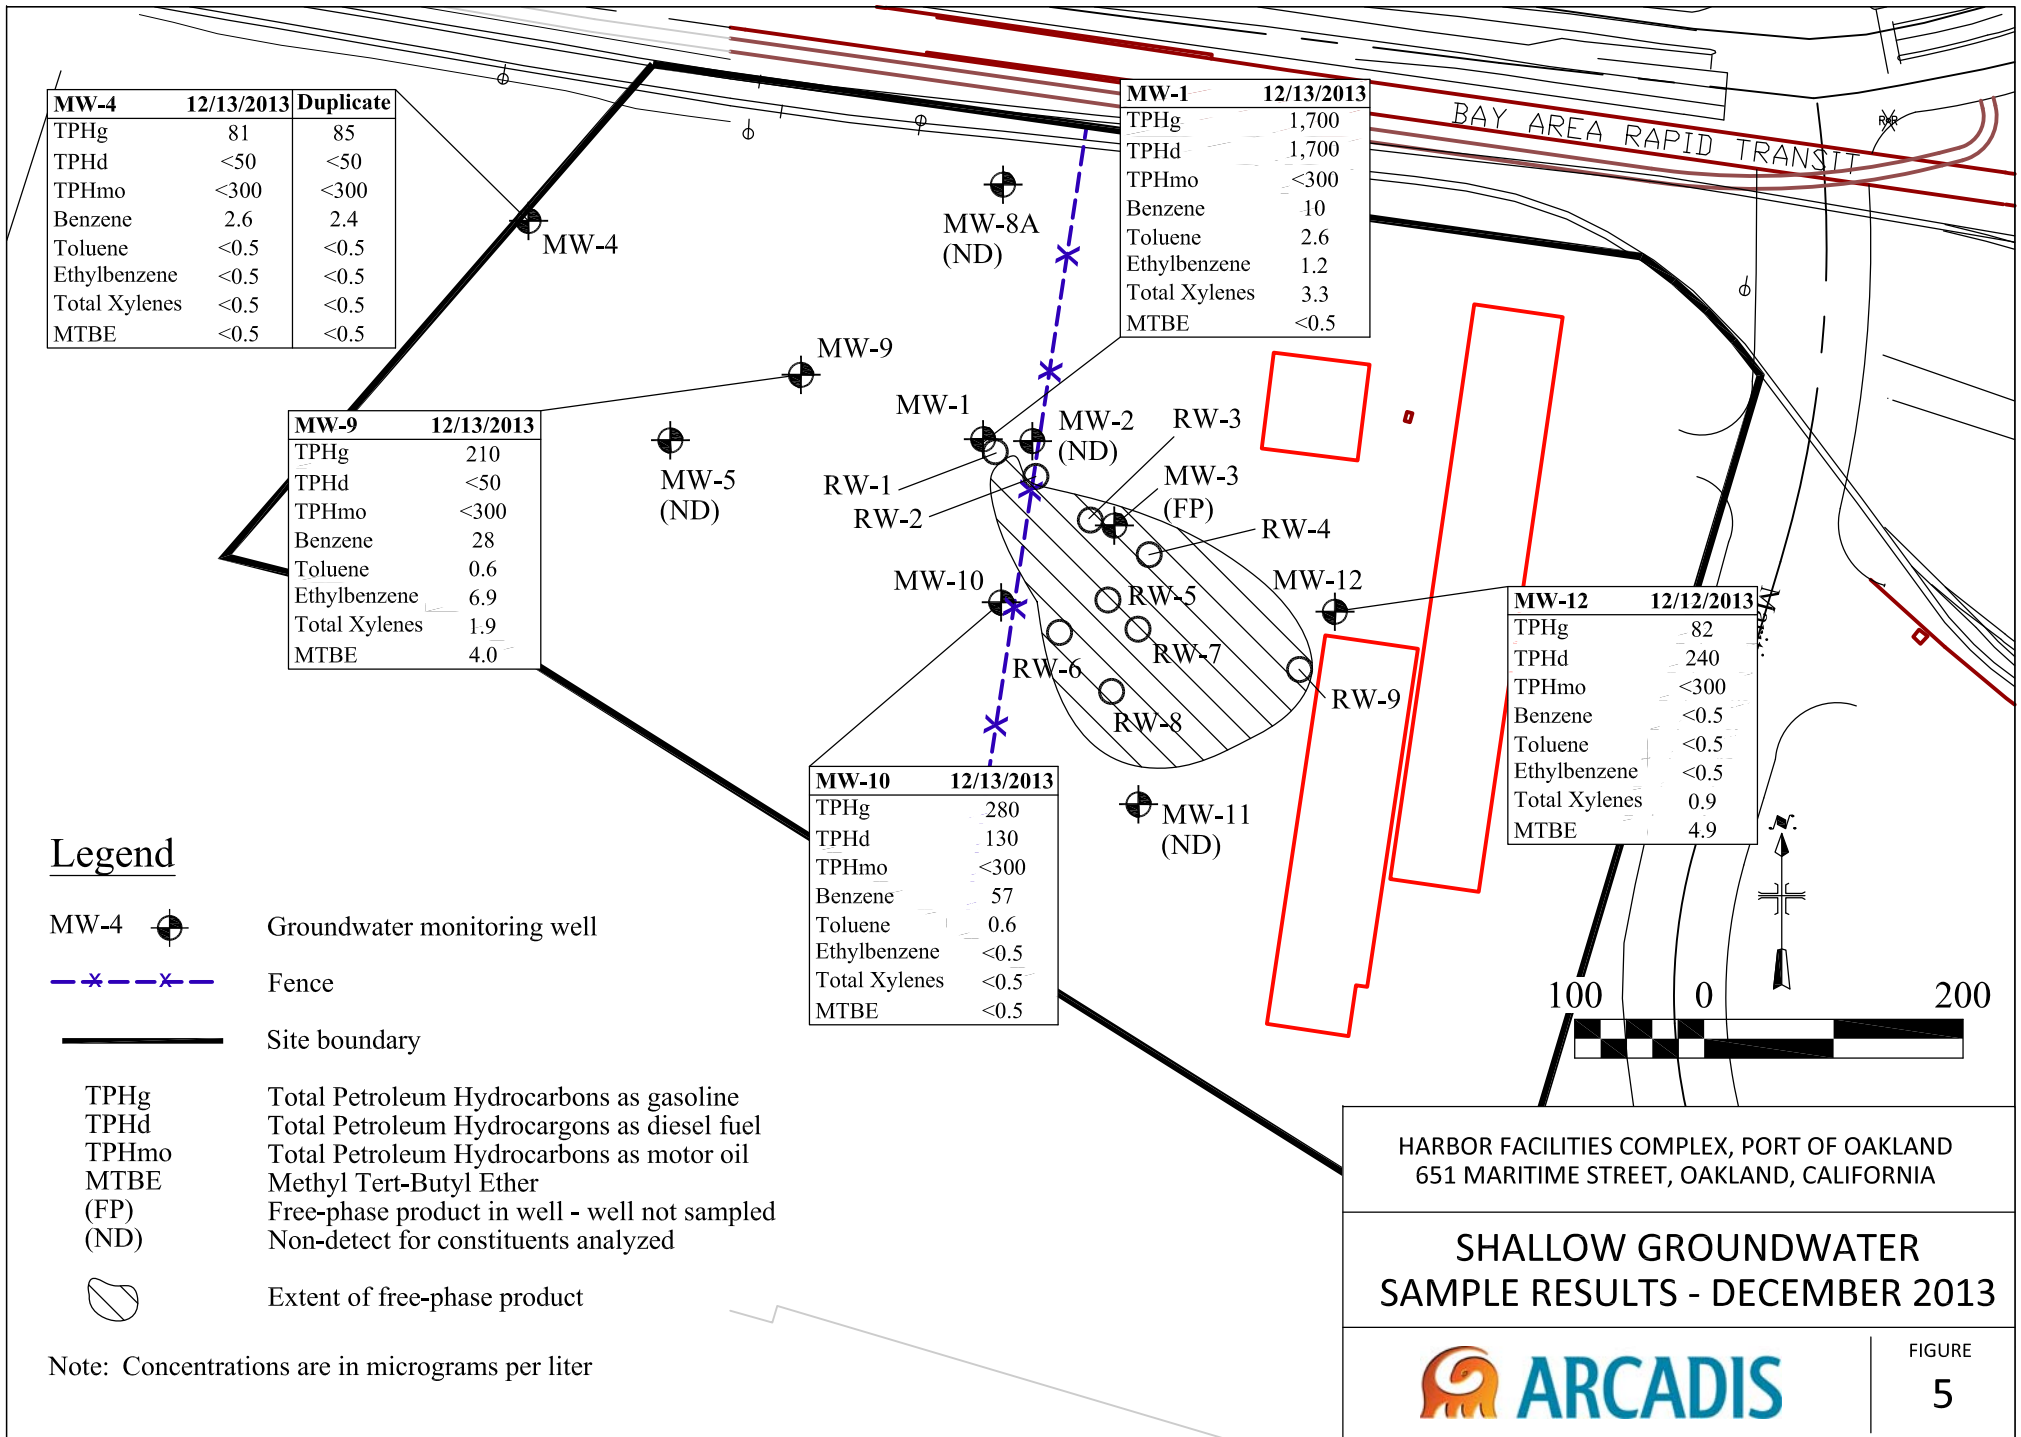 MW-4 12/13/2013 Duplicate
TPHg 81 85
TPHd <50 <50
TPHmo <300 <300
Benzene 2.6 2.4
Toluene <0.5 <0.5
Ethylbenzene <0.5 <0.5
Total Xylenes <0.5 <0.5
MTBE <0.5 <0.5
MW-1 12/13/2013
TPHg 1,700
TPHd 1,700
TPHmo <300
Benzene 10
Toluene 2.6
Ethylbenzene 1.2
Total Xylenes 3.3
MTBE <0.5
BAY AREA RAPID TRANSIT
MW-4
MW-8A
(ND)
MW-9
MW-9 12/13/2013
TPHg 210
TPHd <50
TPHmo <300
Benzene 28
Toluene 0.6
Ethylbenzene 6.9
Total Xylenes 1.9
MTBE 4.0
MW-5
(ND)
MW-1
MW-2
(ND)
RW-3
RW-1
RW-2
MW-3
(FP)
RW-4
MW-10
RW-5
MW-12
RW-6
RW-7
RW-8
RW-9
MW-12 12/12/2013
TPHg 82
TPHd 240
TPHmo <300
Benzene <0.5
Toluene <0.5
Ethylbenzene <0.5
Total Xylenes 0.9
MTBE 4.9
MW-10 12/13/2013
TPHg 280
TPHd 130
TPHmo <300
Benzene 57
Toluene 0.6
Ethylbenzene <0.5
Total Xylenes <0.5
MTBE <0.5
MW-11
(ND)
N
100 0 200
Legend
MW-4 Groundwater monitoring well
Fence
Site boundary
TPHg Total Petroleum Hydrocarbons as gasoline
TPHd Total Petroleum Hydrocargons as diesel fuel
TPHmo Total Petroleum Hydrocarbons as motor oil
MTBE Methyl Tert-Butyl Ether
(FP) Free-phase product in well - well not sampled
(ND) Non-detect for constituents analyzed
Extent of free-phase product
Note: Concentrations are in micrograms per liter
HARBOR FACILITIES COMPLEX, PORT OF OAKLAND
651 MARITIME STREET, OAKLAND, CALIFORNIA
SHALLOW GROUNDWATER
SAMPLE RESULTS - DECEMBER 2013
ARCADIS
FIGURE
5